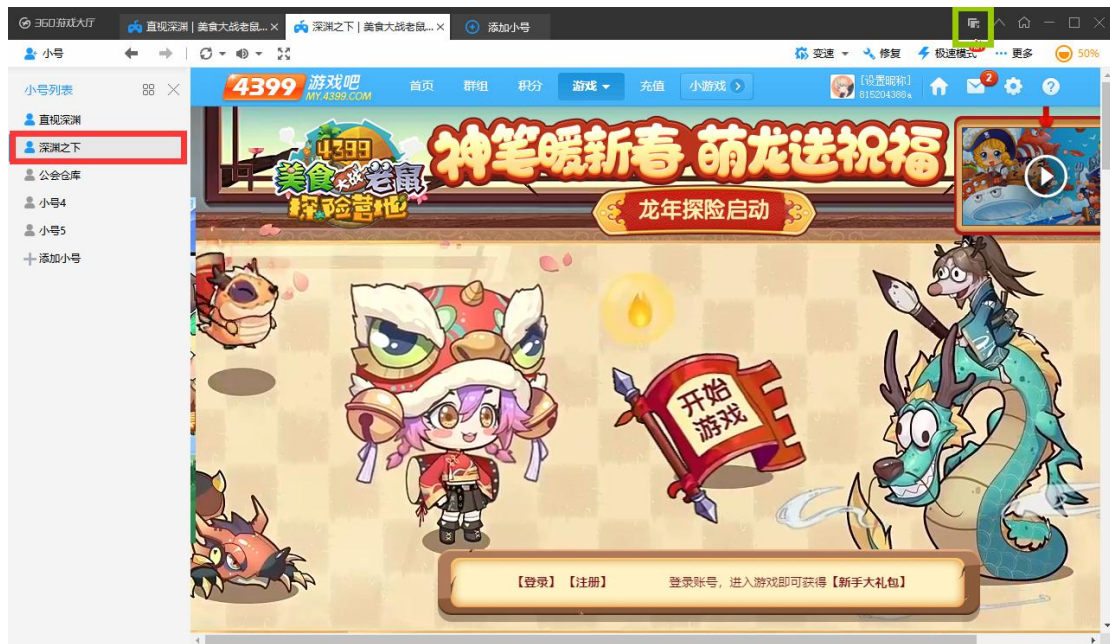 360游戏大厅
直视深渊 | 美食大战老鼠...
深渊之下 | 美食大战老鼠...
添加小号
小号
变速
修复
极速模式
更多
50%
小号列表
直视深渊
深渊之下
公会仓库
小号4
小号5
添加小号
4399 游戏吧
MY.4399.COM
首页
群组
积分
游戏
充值
小游戏
[设置昵称]
815204388a
2
4399
美食大战老鼠
探险营地
神笔暖新春 萌龙送祝福
龙年探险启动
开始
游戏
【登录】 【注册】 登录账号，进入游戏即可获得【新手大礼包】